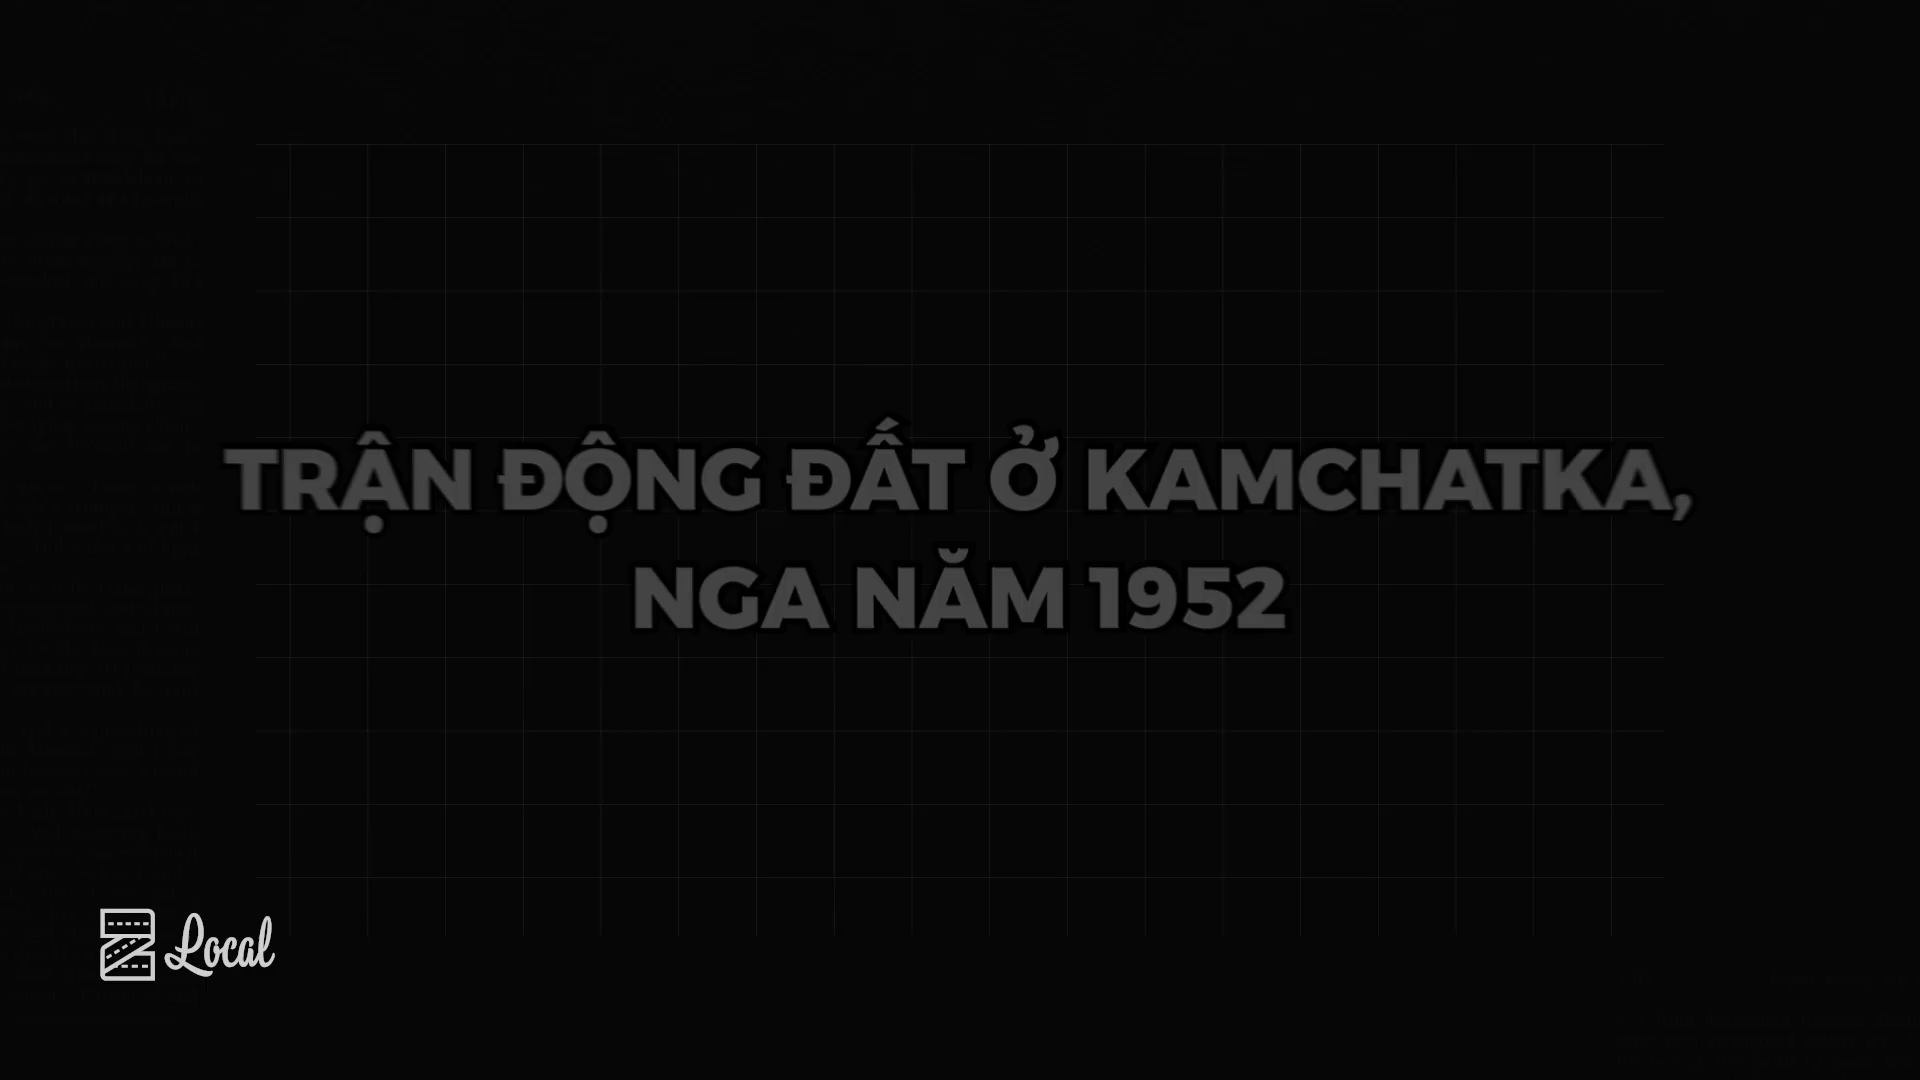 TRẬN ĐỘNG ĐẤT Ở KAMCHATKA,
NGA NĂM 1952
Local